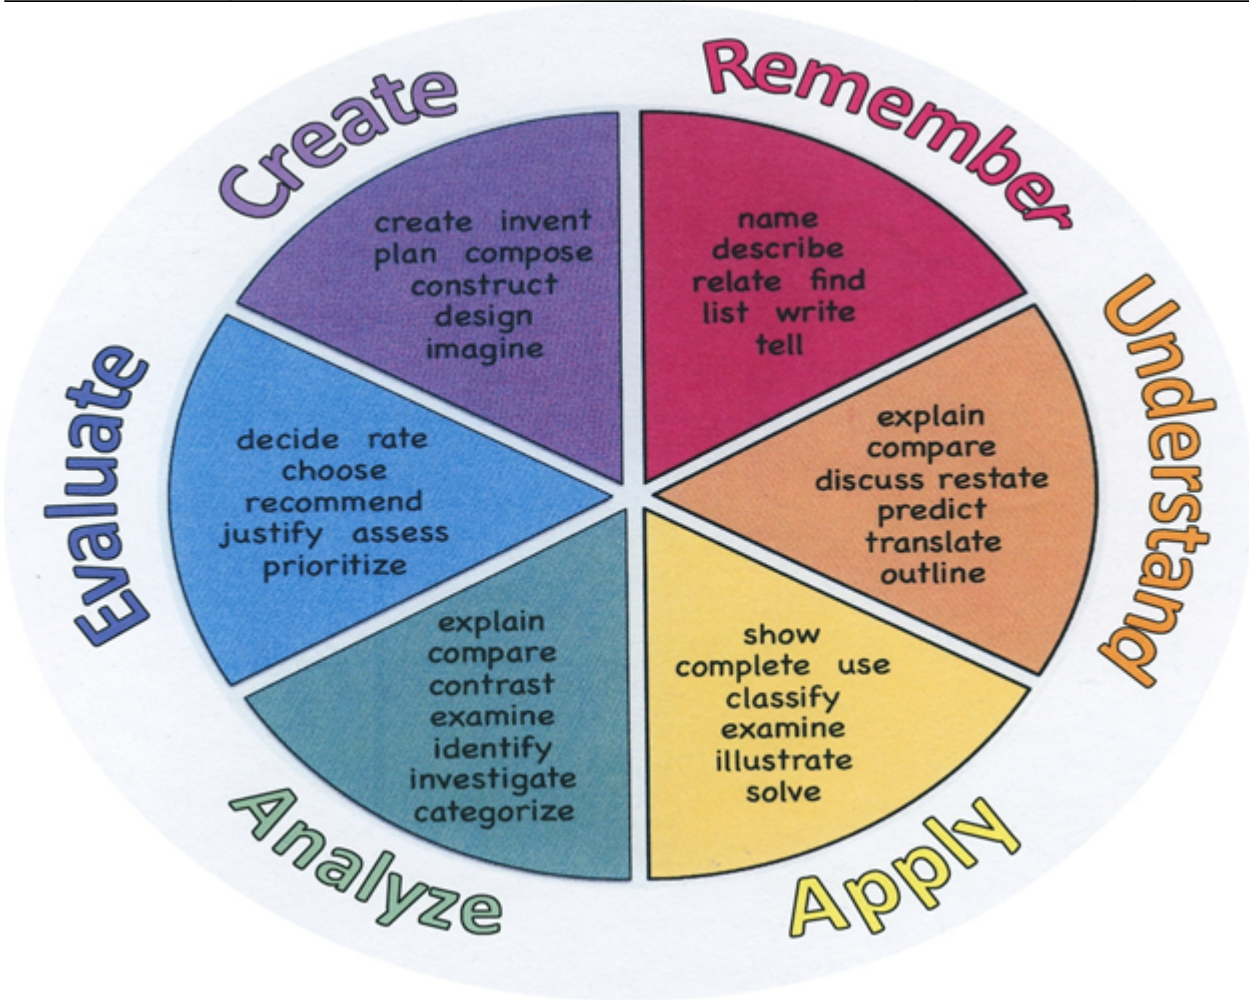 Remember
name
describe
relate find
list write
tell
Understand
explain
compare
discuss restate
predict
translate
outline
Apply
show
complete use
classify
examine
illustrate
solve
Analyze
explain
compare
contrast
examine
identify
investigate
categorize
Evaluate
decide rate
choose
recommend
justify assess
prioritize
Create
create invent
plan compose
construct
design
imagine